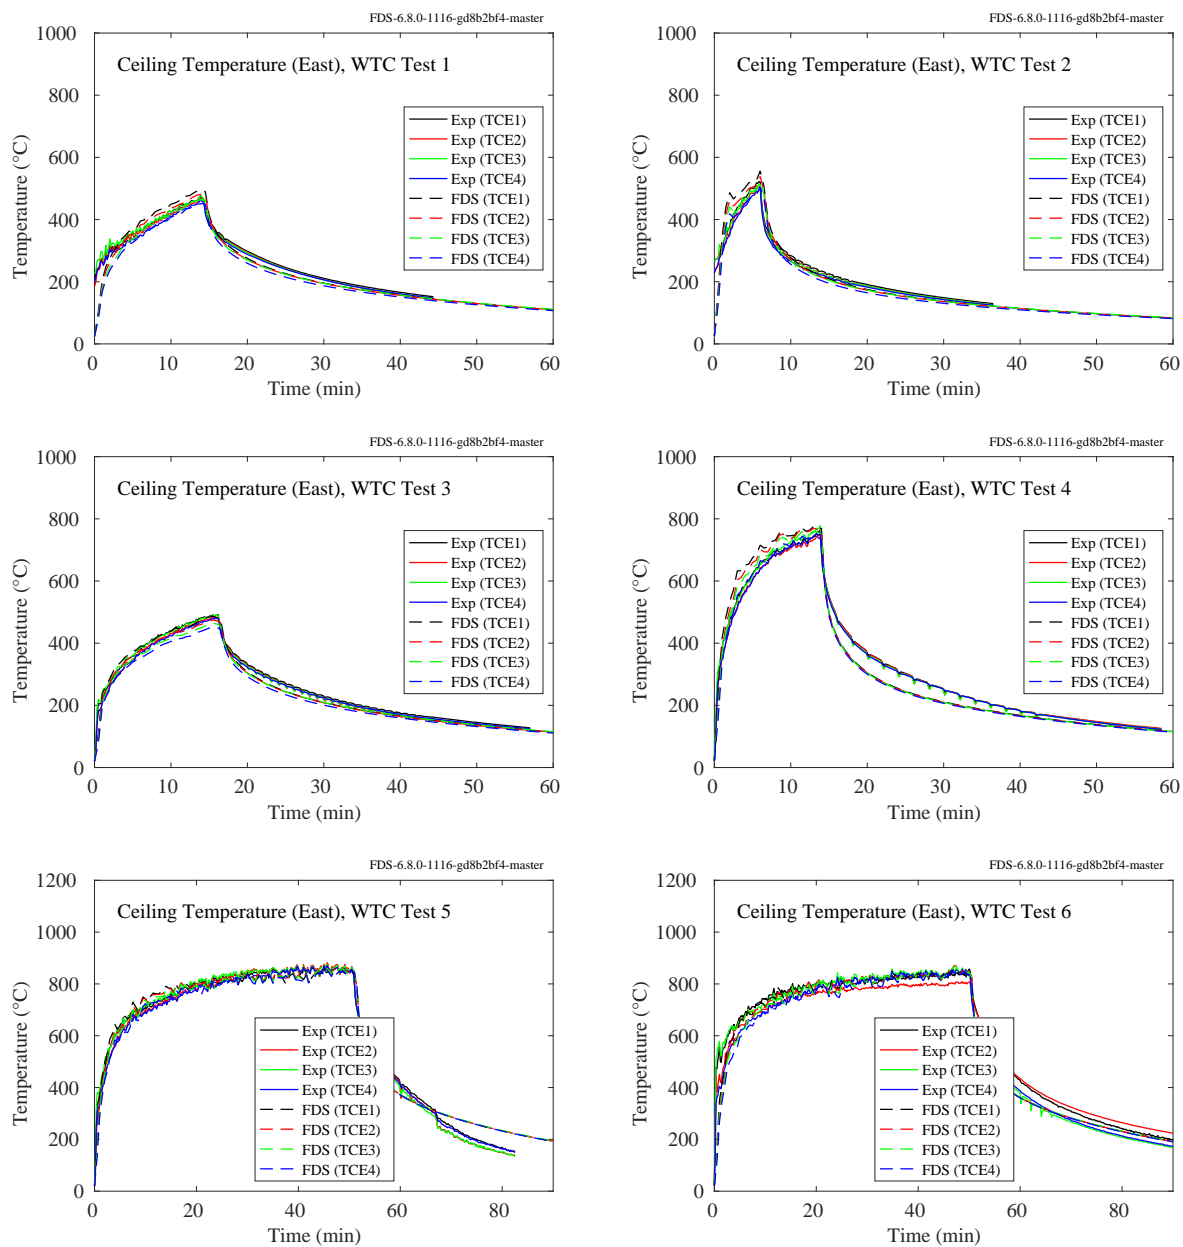 FDS-6.8.0-1116-gd8b2bf4-master
Ceiling Temperature (East), WTC Test 1
Temperature (°C)
1000
800
600
400
200
0
Exp (TCE1)
Exp (TCE2)
Exp (TCE3)
Exp (TCE4)
FDS (TCE1)
FDS (TCE2)
FDS (TCE3)
FDS (TCE4)
0 10 20 30 40 50 60
Time (min)
FDS-6.8.0-1116-gd8b2bf4-master
Ceiling Temperature (East), WTC Test 2
Temperature (°C)
1000
800
600
400
200
0
Exp (TCE1)
Exp (TCE2)
Exp (TCE3)
Exp (TCE4)
FDS (TCE1)
FDS (TCE2)
FDS (TCE3)
FDS (TCE4)
0 10 20 30 40 50 60
Time (min)
FDS-6.8.0-1116-gd8b2bf4-master
Ceiling Temperature (East), WTC Test 3
Temperature (°C)
1000
800
600
400
200
0
Exp (TCE1)
Exp (TCE2)
Exp (TCE3)
Exp (TCE4)
FDS (TCE1)
FDS (TCE2)
FDS (TCE3)
FDS (TCE4)
0 10 20 30 40 50 60
Time (min)
FDS-6.8.0-1116-gd8b2bf4-master
Ceiling Temperature (East), WTC Test 4
Temperature (°C)
1000
800
600
400
200
0
Exp (TCE1)
Exp (TCE2)
Exp (TCE3)
Exp (TCE4)
FDS (TCE1)
FDS (TCE2)
FDS (TCE3)
FDS (TCE4)
0 10 20 30 40 50 60
Time (min)
FDS-6.8.0-1116-gd8b2bf4-master
Ceiling Temperature (East), WTC Test 5
Temperature (°C)
1200
1000
800
600
400
200
0
Exp (TCE1)
Exp (TCE2)
Exp (TCE3)
Exp (TCE4)
FDS (TCE1)
FDS (TCE2)
FDS (TCE3)
FDS (TCE4)
0 20 40 60 80
Time (min)
FDS-6.8.0-1116-gd8b2bf4-master
Ceiling Temperature (East), WTC Test 6
Temperature (°C)
1200
1000
800
600
400
200
0
Exp (TCE1)
Exp (TCE2)
Exp (TCE3)
Exp (TCE4)
FDS (TCE1)
FDS (TCE2)
FDS (TCE3)
FDS (TCE4)
0 20 40 60 80
Time (min)